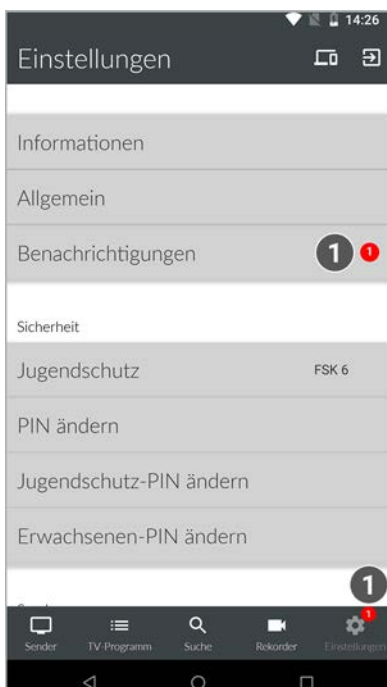 14:26
Einstellungen
Informationen
Allgemein
Benachrichtigungen 1 1
Sicherheit
Jugendschutz FSK 6
PIN ändern
Jugendschutz-PIN ändern
Erwachsenen-PIN ändern
1
1
Sender TV-Programm Suche Rekorder Einstellungen